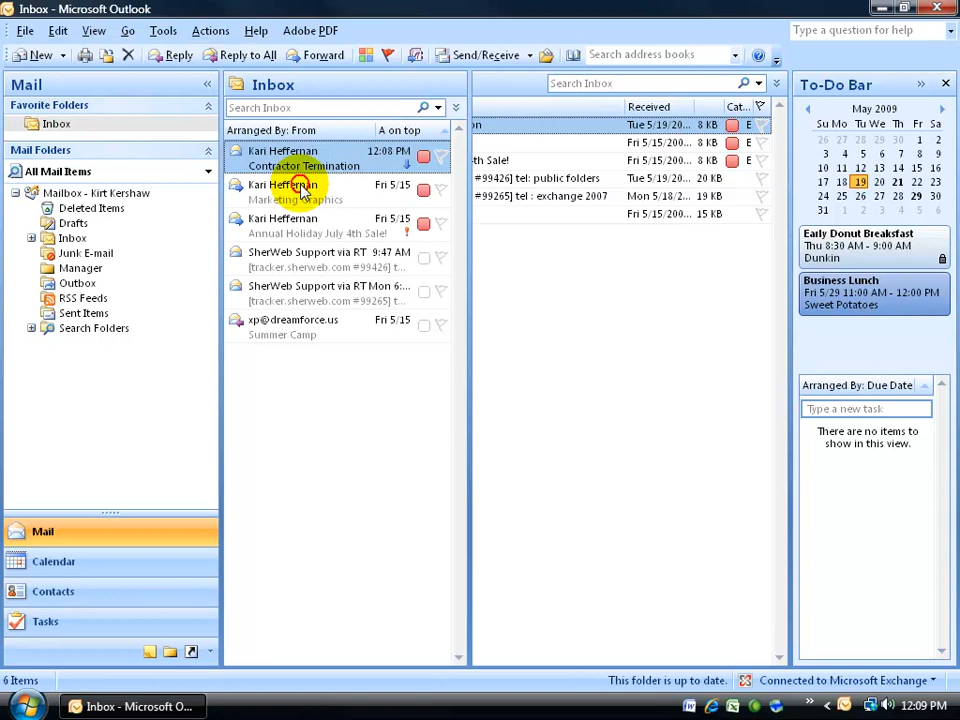 Inbox - Microsoft Outlook
File Edit View Go Tools Actions Help Adobe PDF
Type a question for help
New Reply Reply to All Forward Send/Receive Search address books
Mail «
Favorite Folders
Inbox
Mail Folders
All Mail Items
Mailbox - Kirt Kershaw
Deleted Items
Drafts
Inbox
Junk E-mail
Manager
Outbox
RSS Feeds
Sent Items
Search Folders
Mail
Calendar
Contacts
Tasks
Inbox
Search Inbox
Arranged By: From A on top
Kari Heffernan 12:08 PM
Contractor Termination
Kari Heffernan Fri 5/15
Marketing Graphics
Kari Heffernan Fri 5/15
Annual Holiday July 4th Sale!
SherWeb Support via RT 9:47 AM
[tracker.sherweb.com #99426] t...
SherWeb Support via RT Mon 6:...
[tracker.sherweb.com #99265] t...
xp@dreamforce.us Fri 5/15
Summer Camp
Search Inbox
Received Cat...
on Tue 5/19/20... 8 KB E
Fri 5/15/200... 8 KB E
4th Sale! Fri 5/15/200... 8 KB E
#99426] tel: public folders Tue 5/19/20... 20 KB
#99265] tel : exchange 2007 Mon 5/18/2... 19 KB
Fri 5/15/200... 15 KB
To-Do Bar »
May 2009
Su Mo Tu We Th Fr Sa
26 27 28 29 30 1 2
3 4 5 6 7 8 9
10 11 12 13 14 15 16
17 18 19 20 21 22 23
24 25 26 27 28 29 30
31 1 2 3 4 5 6
Early Donut Breakfast
Thu 8:30 AM - 9:00 AM
Dunkin
Business Lunch
Fri 5/29 11:00 AM - 12:00 PM
Sweet Potatoes
Arranged By: Due Date
Type a new task
There are no items to
show in this view.
6 Items This folder is up to date. Connected to Microsoft Exchange
Inbox - Microsoft O... 12:09 PM